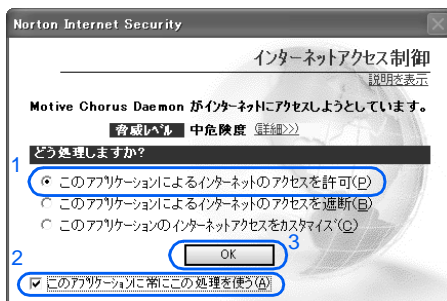 Norton Internet Security
インターネットアクセス制御
説明を表示
Motive Chorus Daemon がインターネットにアクセスしようとしています。
脅威レベル 中危険度 (詳細>>)
どう処理しますか?
1
このアプリケーションによるインターネットのアクセスを許可(P)
このアプリケーションによるインターネットのアクセスを遮断(B)
このアプリケーションのインターネットアクセスをカスタマイズ(C)
OK
3
2
このアプリケーションに常にこの処理を使う(A)